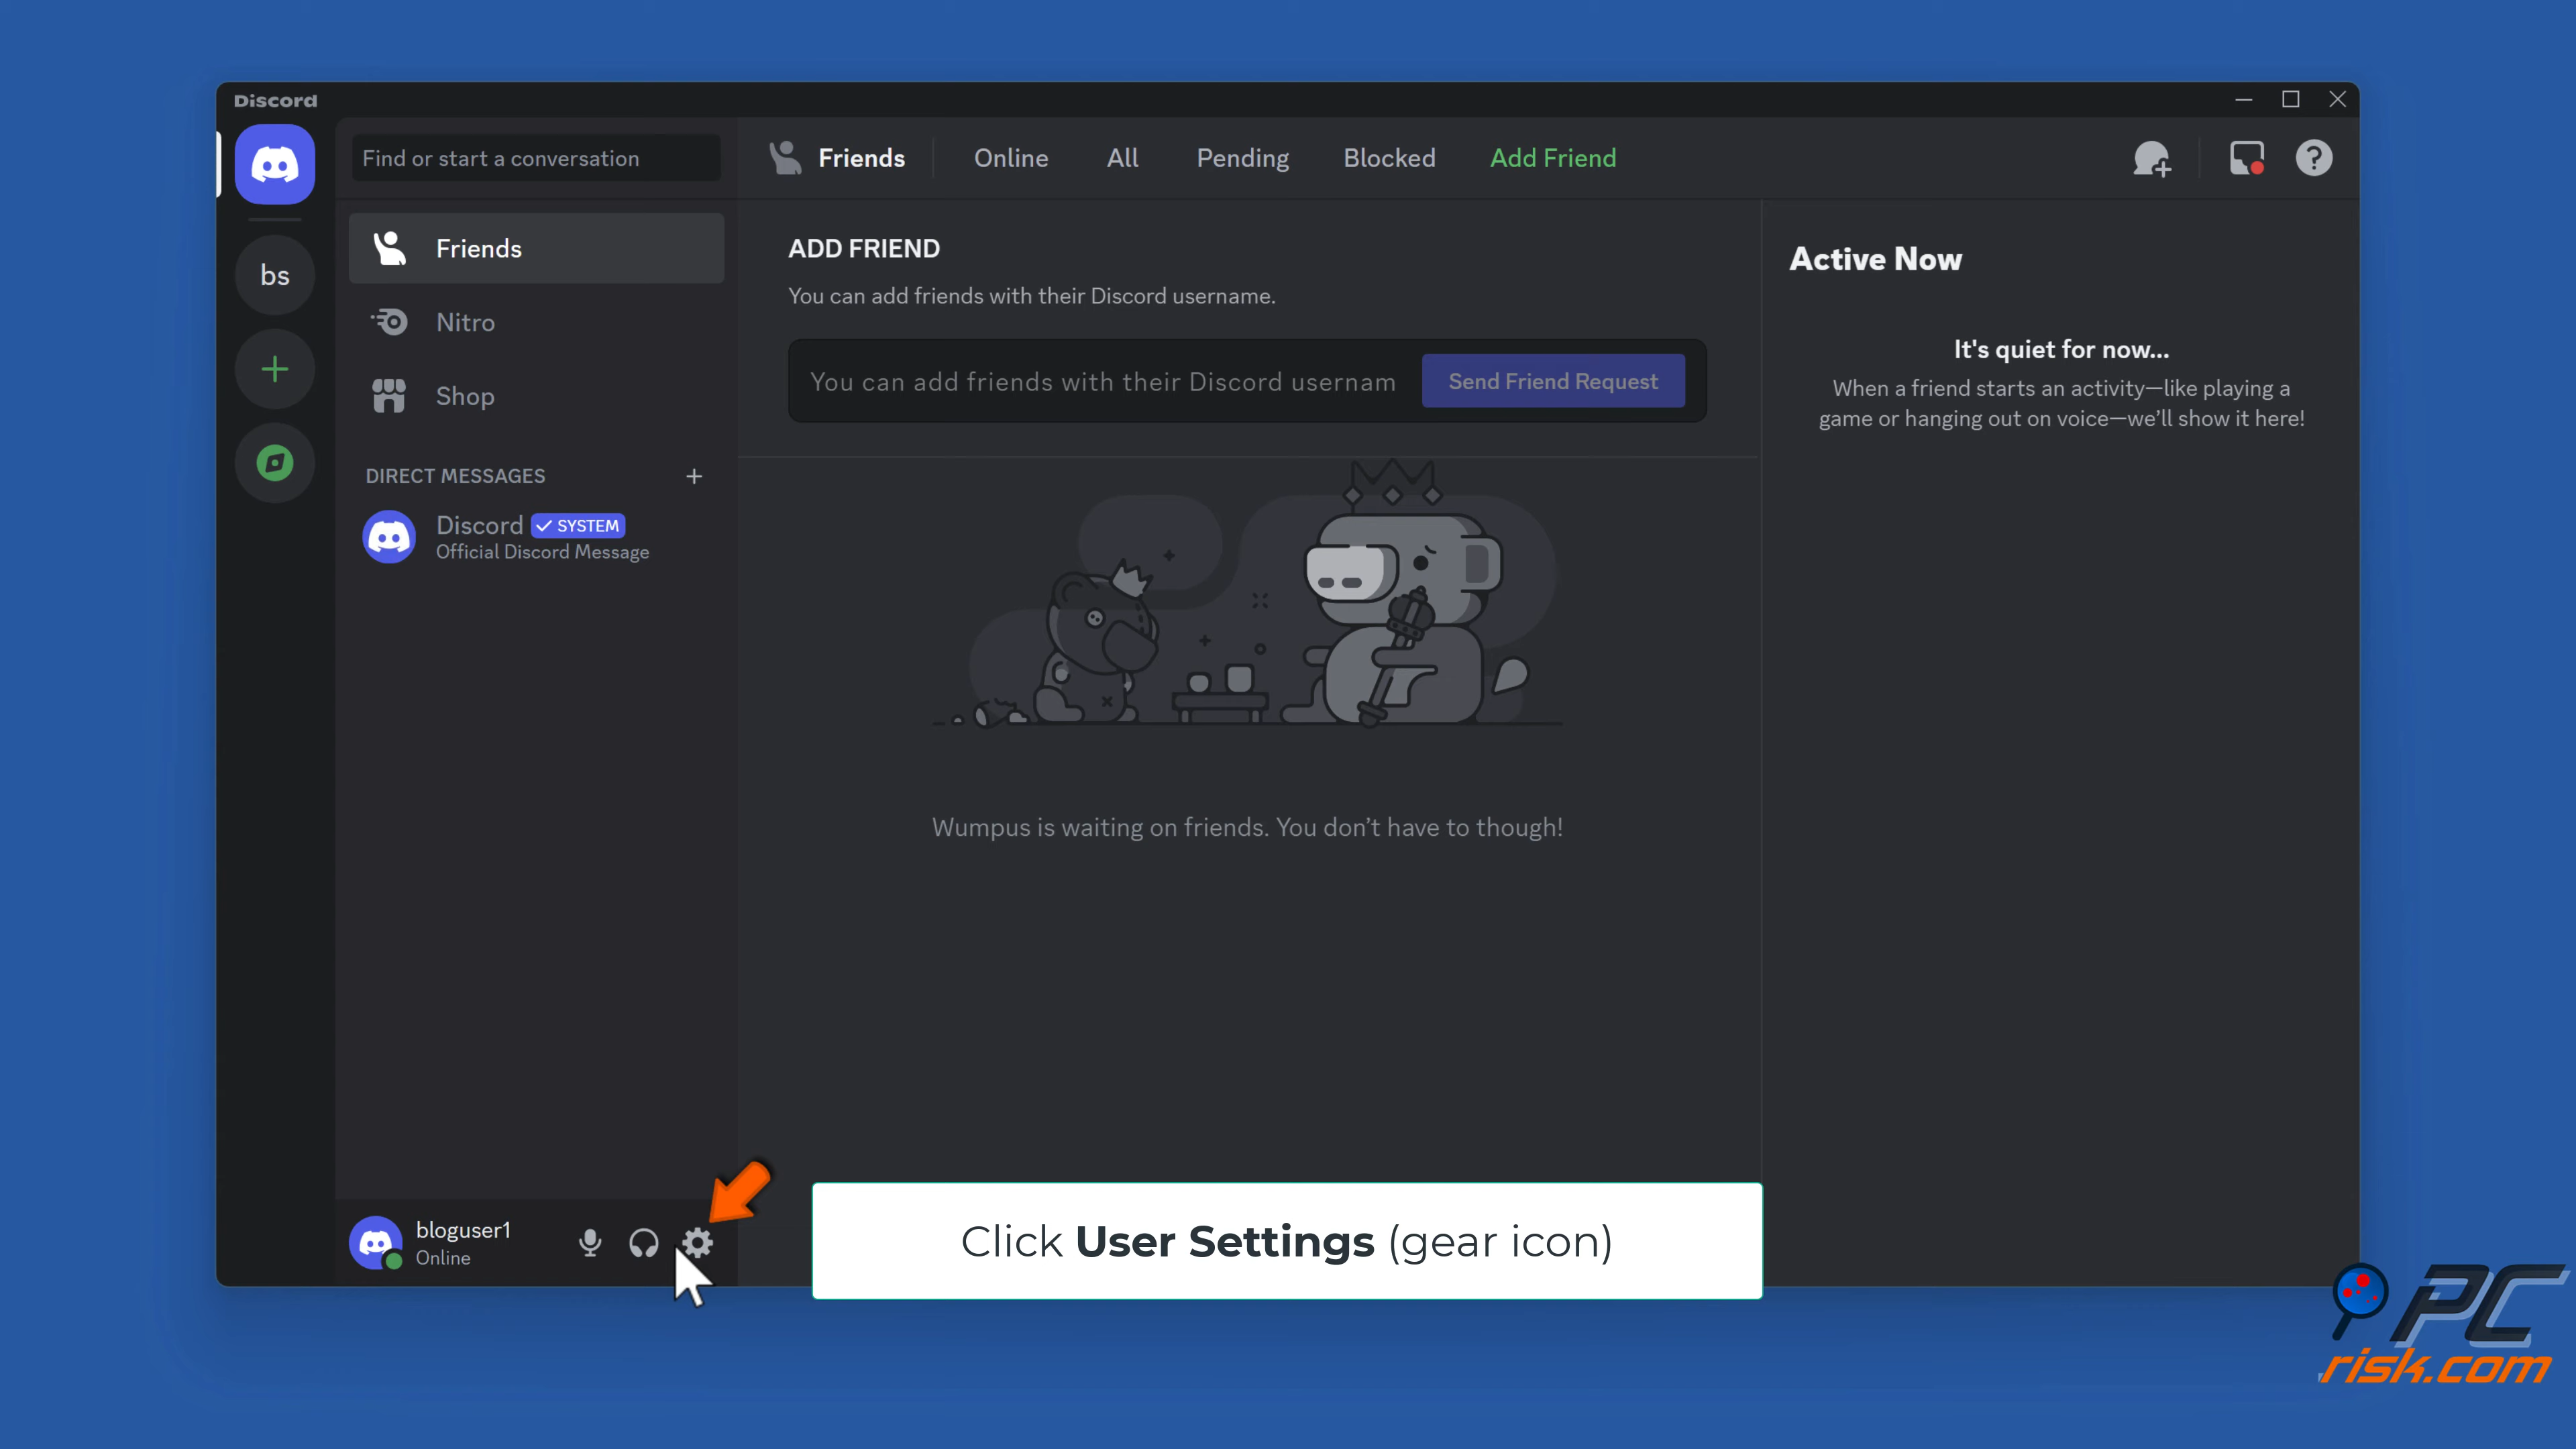 Discord
Find or start a conversation
Friends
Online
All
Pending
Blocked
Add Friend
bs
Friends
Nitro
Shop
DIRECT MESSAGES
Discord
SYSTEM
Official Discord Message
ADD FRIEND
You can add friends with their Discord username.
You can add friends with their Discord usernam
Send Friend Request
Wumpus is waiting on friends. You don't have to though!
Active Now
It's quiet for now...
When a friend starts an activity—like playing a
game or hanging out on voice—we'll show it here!
bloguser1
Online
Click User Settings (gear icon)
PC
risk.com